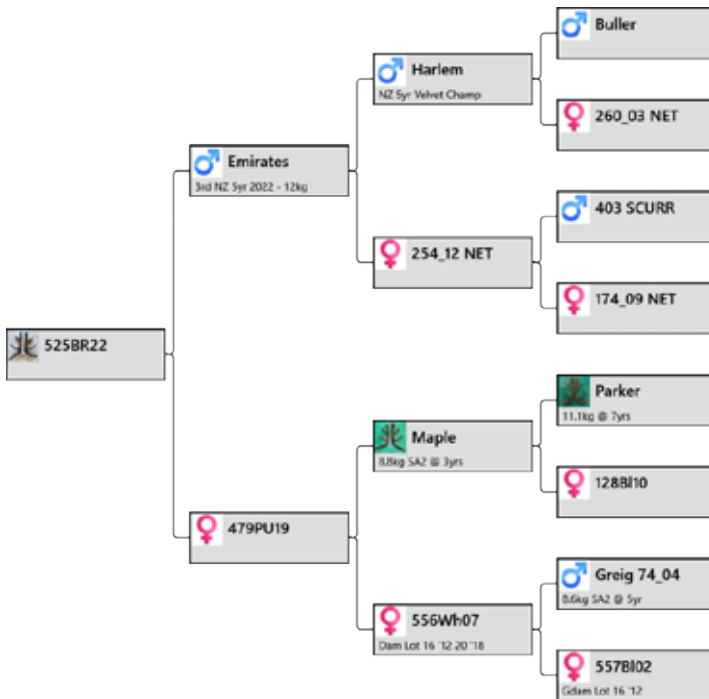 Buller
Harlem
NZ 5yr Velvet Champ
260_03 NET
Emirates
3rd NZ 5yr 2022 - 12kg
403 SCURR
254_12 NET
174_09 NET
525BR22
Parker
11.1kg @ 7yrs
Maple
8.8kg SA2 @ 3yrs
128Bl10
479PU19
Greig 74_04
8.6kg SA2 @ 5yr
556Wh07
Dam Lot 16 '12 20 '18
557Bl02
Gdam Lot 16 '12